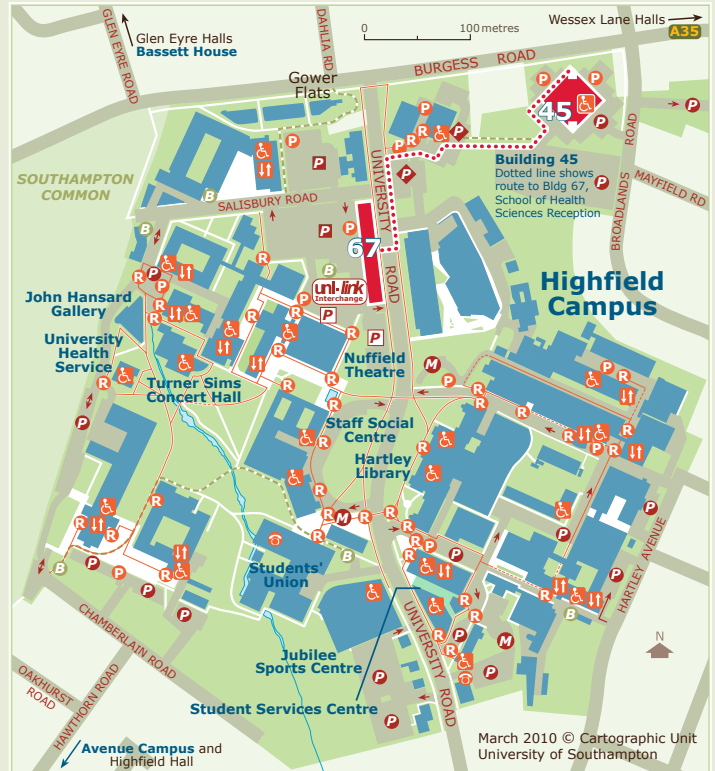 Glen Eyre Halls
Bassett House
GLEN EYRE ROAD
DAHLIA RD
0
100 metres
Wessex Lane Halls
A35
BURGESS ROAD
Gower
Flats
P
45
P
Building 45
Dotted line shows
route to Bldg 67,
School of Health
Sciences Reception
BROADLANDS ROAD
MAYFIELD RD
SOUTHAMPTON
COMMON
B
SALISBURY ROAD
UNIVERSITY ROAD
67
uni-link
Interchange
Highfield
Campus
John Hansard
Gallery
University
Health
Service
Turner Sims
Concert Hall
Nuffield
Theatre
M
R
Staff Social
Centre
Hartley
Library
M
B
Students'
Union
HARTLEY AVENUE
B
N
CHAMBERLAIN ROAD
OAKHURST
ROAD
HAWTHORN ROAD
Jubilee
Sports Centre
UNIVERSITY ROAD
M
Student Services Centre
Avenue Campus and
Highfield Hall
March 2010 © Cartographic Unit
University of Southampton